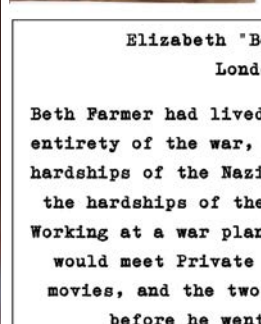 Elizabeth "B
Lond
Beth Farmer had lived
entirety of the war,
hardships of the Nazi
the hardships of the
Working at a war plan
would meet Private
movies, and the two
before he went